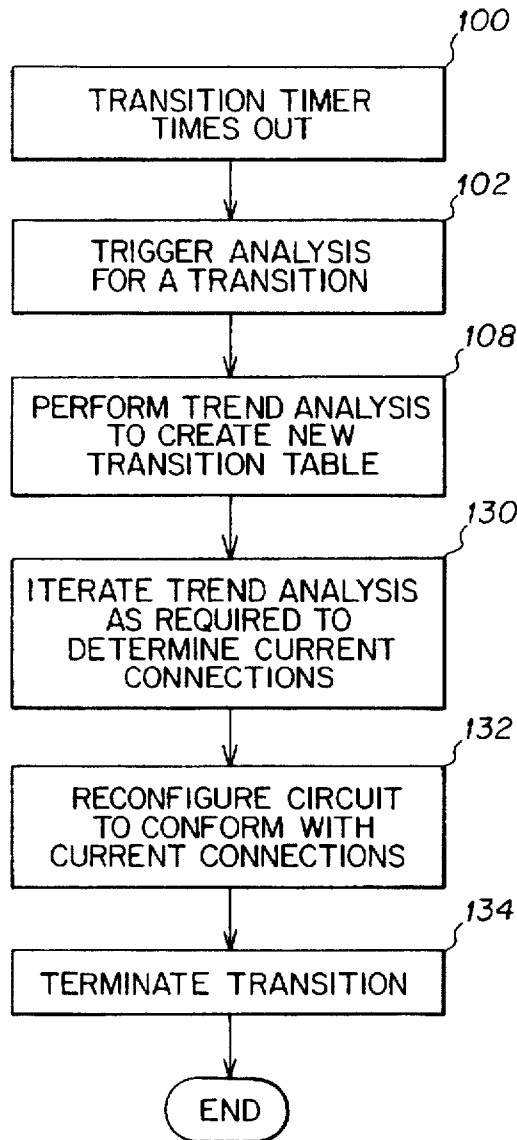 100
TRANSITION TIMER
TIMES OUT
102
TRIGGER ANALYSIS
FOR A TRANSITION
108
PERFORM TREND ANALYSIS
TO CREATE NEW
TRANSITION TABLE
130
ITERATE TREND ANALYSIS
AS REQUIRED TO
DETERMINE CURRENT
CONNECTIONS
132
RECONFIGURE CIRCUIT
TO CONFORM WITH
CURRENT CONNECTIONS
134
TERMINATE TRANSITION
END